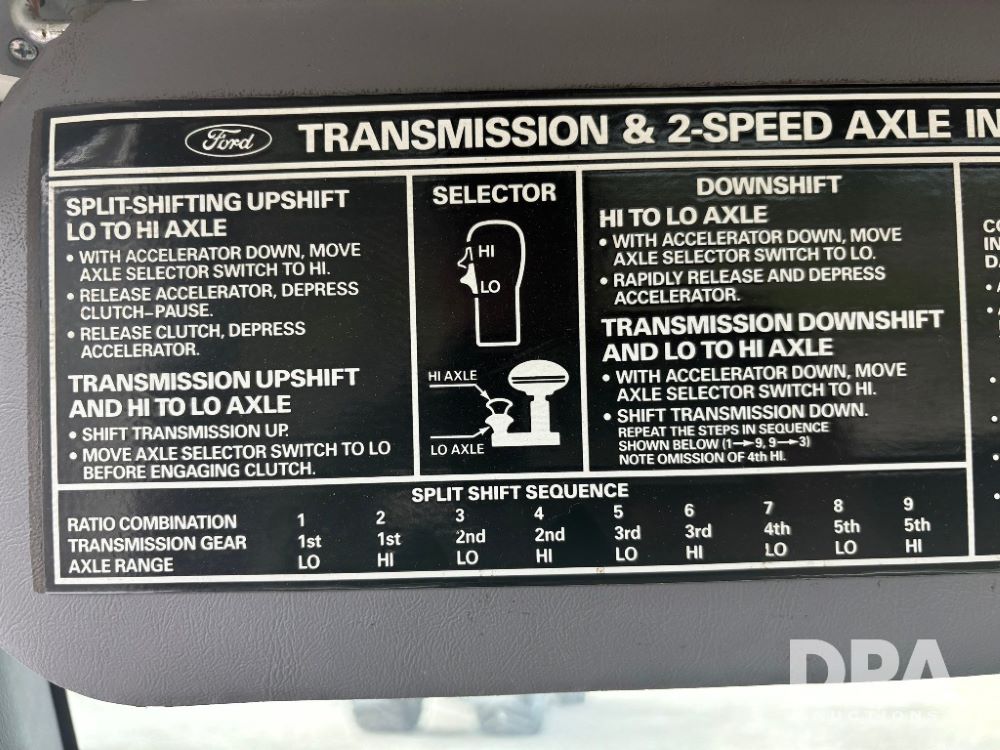 Ford TRANSMISSION & 2-SPEED AXLE IN
SPLIT-SHIFTING UPSHIFT
LO TO HI AXLE
• WITH ACCELERATOR DOWN, MOVE
AXLE SELECTOR SWITCH TO HI.
• RELEASE ACCELERATOR, DEPRESS
CLUTCH–PAUSE.
• RELEASE CLUTCH, DEPRESS
ACCELERATOR.
TRANSMISSION UPSHIFT
AND HI TO LO AXLE
• SHIFT TRANSMISSION UP.
• MOVE AXLE SELECTOR SWITCH TO LO
BEFORE ENGAGING CLUTCH.
SELECTOR
HI
LO
HI AXLE
LO AXLE
DOWNSHIFT
HI TO LO AXLE
• WITH ACCELERATOR DOWN, MOVE
AXLE SELECTOR SWITCH TO LO.
• RAPIDLY RELEASE AND DEPRESS
ACCELERATOR.
TRANSMISSION DOWNSHIFT
AND LO TO HI AXLE
• WITH ACCELERATOR DOWN, MOVE
AXLE SELECTOR SWITCH TO HI.
• SHIFT TRANSMISSION DOWN.
REPEAT THE STEPS IN SEQUENCE
SHOWN BELOW (1→9, 9→3)
NOTE OMISSION OF 4th HI.
SPLIT SHIFT SEQUENCE
RATIO COMBINATION 1 2 3 4 5 6 7 8 9
TRANSMISSION GEAR 1st 1st 2nd 2nd 3rd 3rd 4th 5th 5th
AXLE RANGE LO HI LO HI LO HI LO LO HI
DPA
AUCTIONS